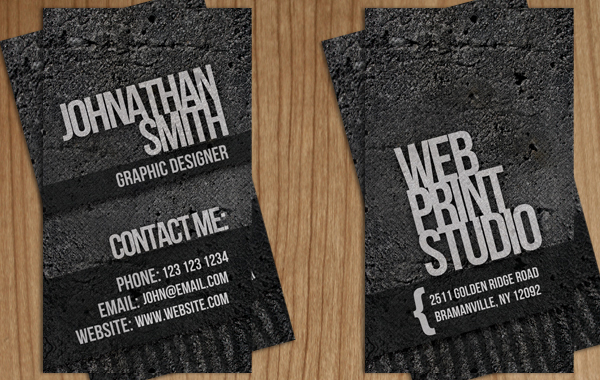 JOHNATHAN
SMITH
GRAPHIC DESIGNER
CONTACT ME:
PHONE: 123 123 1234
EMAIL: JOHN@EMAIL.COM
WEBSITE: WWW.WEBSITE.COM
WEB
PRINT
STUDIO
{ 2511 GOLDEN RIDGE ROAD
BRAMANVILLE, NY 12092